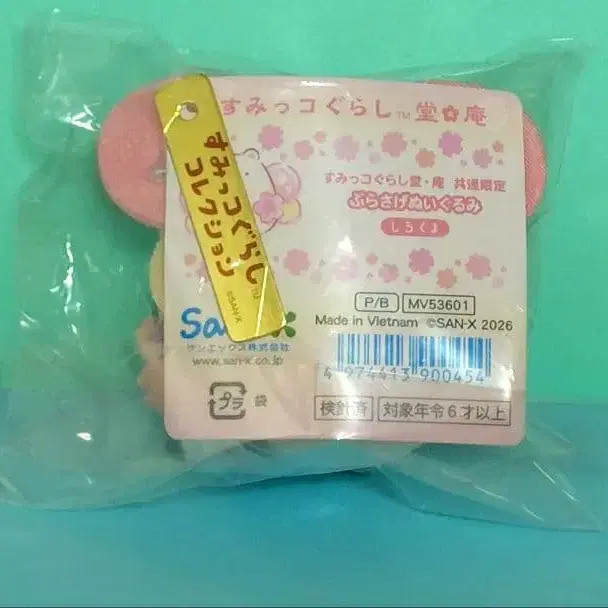 すみっコぐらし™堂✿庵
すみっコぐらし堂・庵 共通限定
ぶらさげぬいぐるみ
しろくま
すみっコぐらし™
コレクション
©SAN-X
P/B MV53601
Made in Vietnam ©SAN-X 2026
San-X
サンエックス株式会社
www.san-x.co.jp
4 974413 900454
プラ 袋
検針済 対象年令6才以上